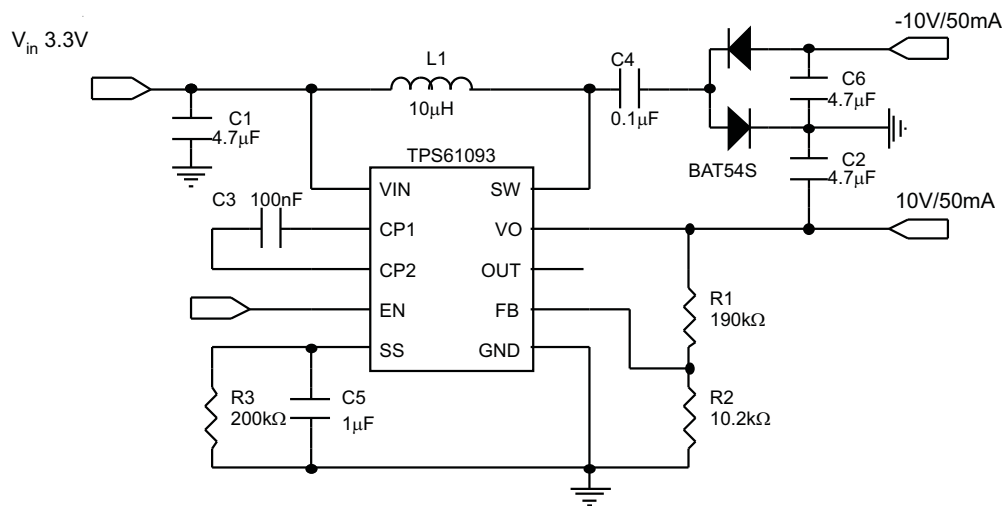 -10V/50mA
Vin 3.3V
L1
10μH
C4
0.1μF
C6
4.7μF
C1
4.7μF
BAT54S
C2
4.7μF
TPS61093
C3 100nF
VIN SW
CP1 VO
10V/50mA
CP2 OUT
EN FB
R1
190kΩ
SS GND
R3
200kΩ
C5
1μF
R2
10.2kΩ